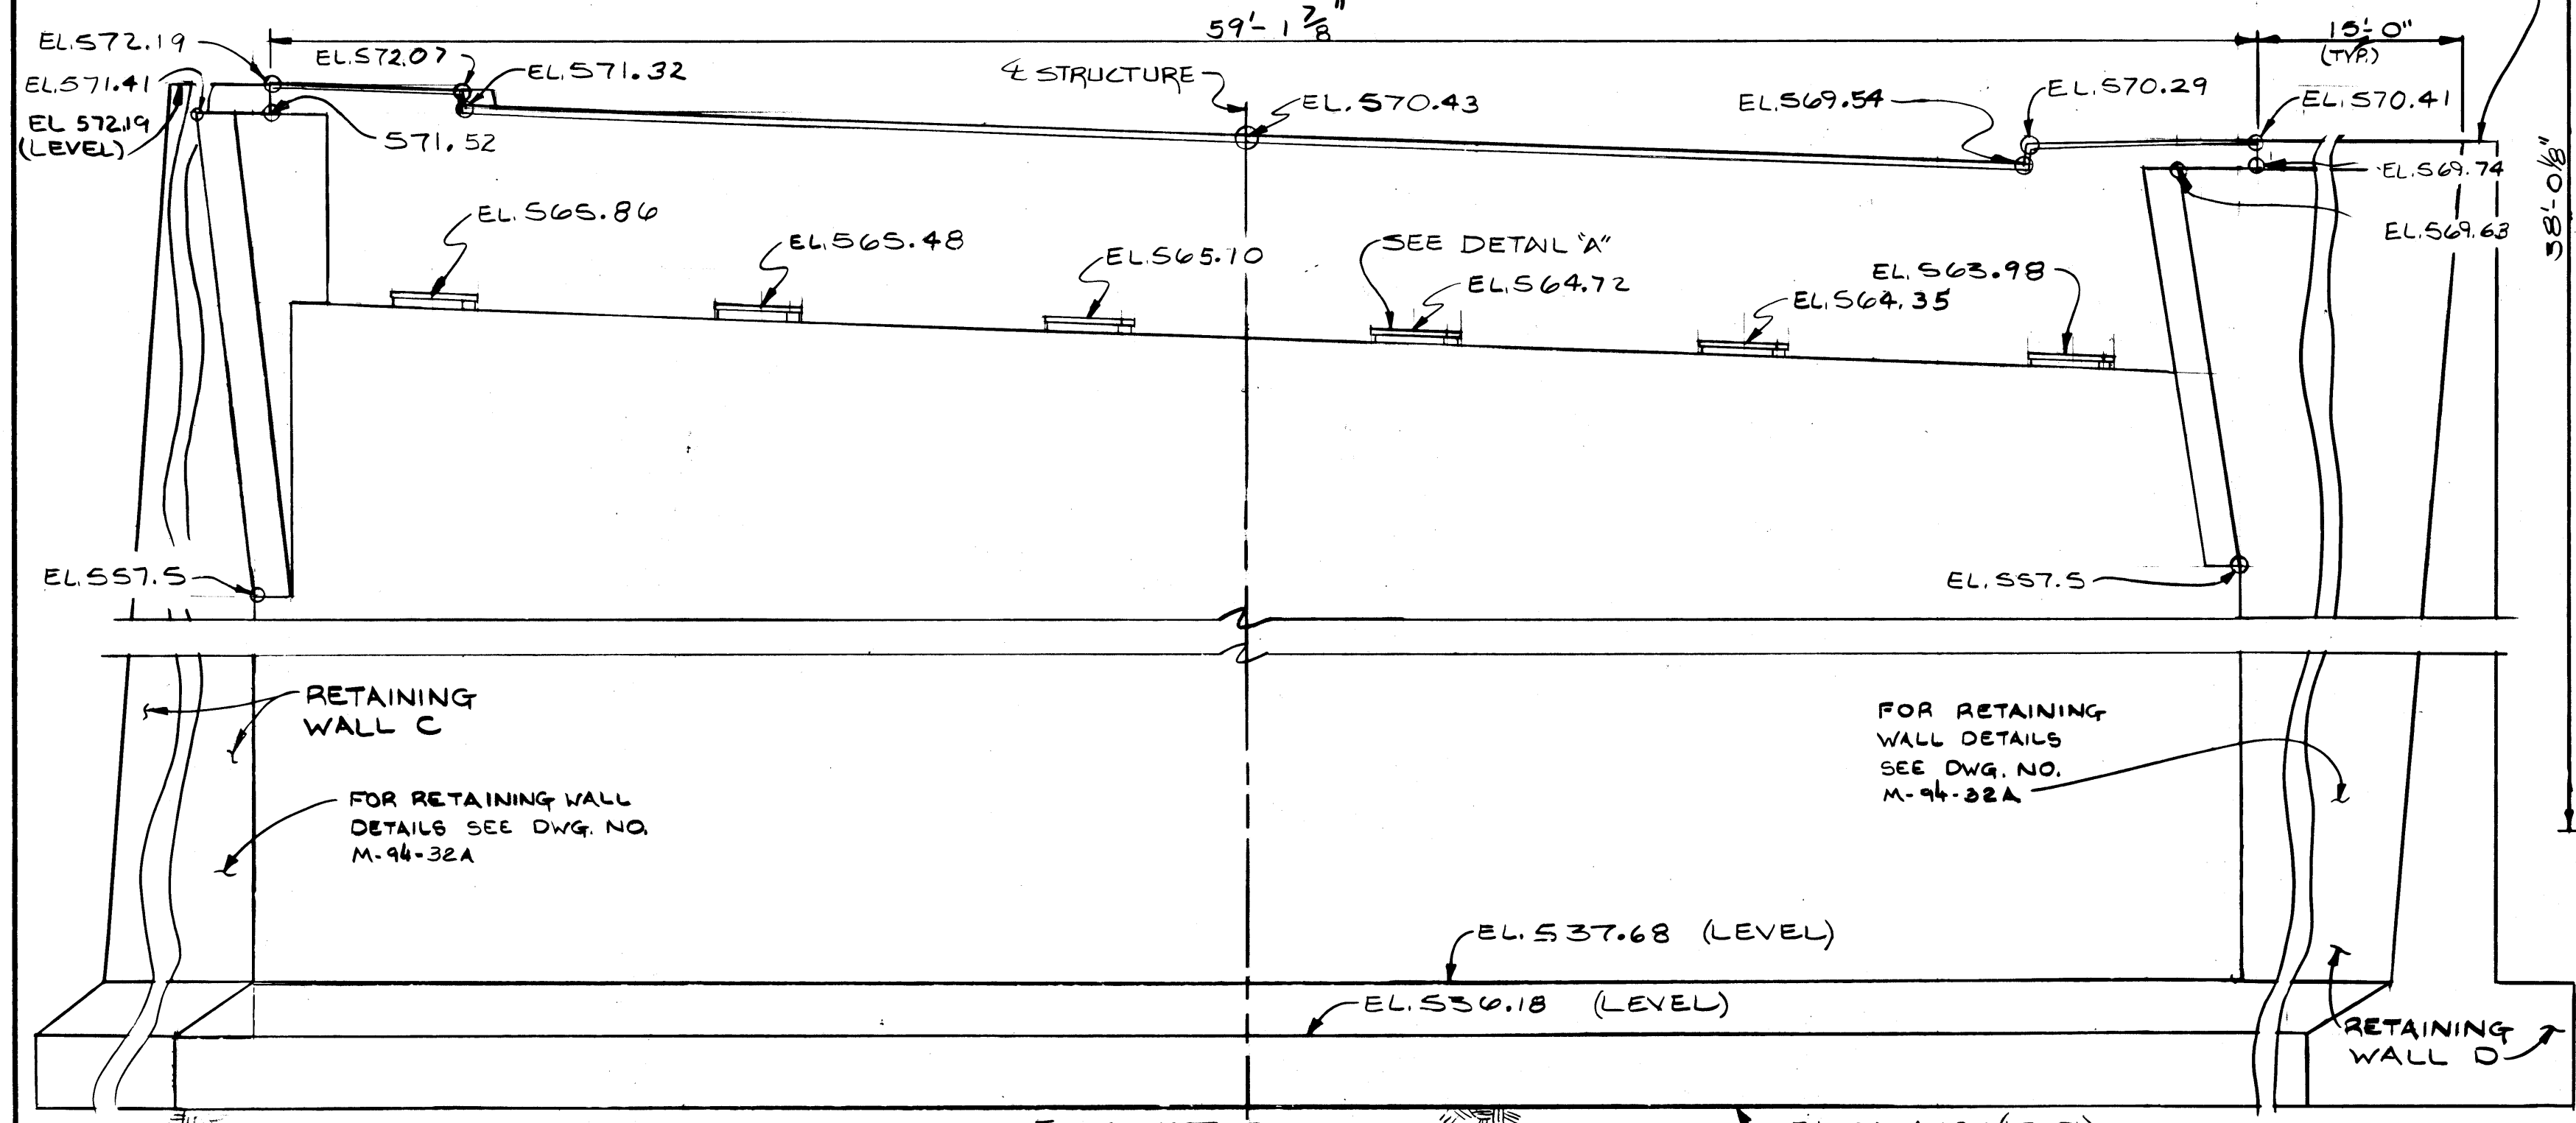 59'-1 7/8"
15'-0"
(TYP.)
EL.572.19
EL.572.07
EL.571.32
℄ STRUCTURE
EL.570.43
EL.569.54
EL.570.29
EL.570.41
EL.571.41
EL 572.19
(LEVEL)
571.52
EL.569.74
EL.569.63
38'-0⅛"
EL.565.86
EL.565.48
EL.565.10
SEE DETAIL "A"
EL.564.72
EL.563.98
EL.564.35
EL.557.5
EL.557.5
RETAINING
WALL C
FOR RETAINING
WALL DETAILS
SEE DWG. NO.
M-94-32A
FOR RETAINING WALL
DETAILS SEE DWG. NO.
M-94-32A
EL.537.68 (LEVEL)
EL.536.18 (LEVEL)
RETAINING
WALL D